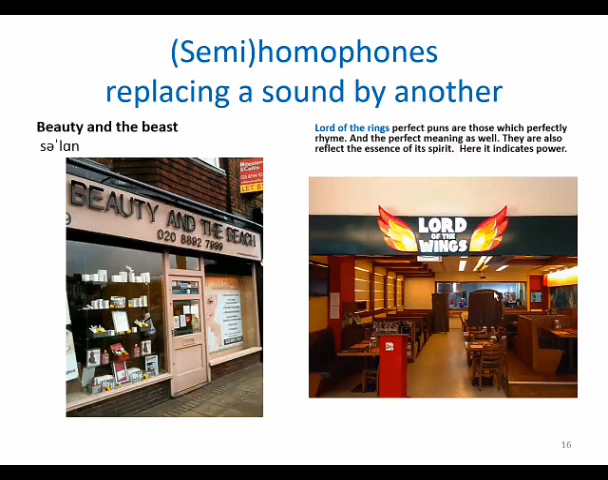 (Semi)homophones
replacing a sound by another
Beauty and the beast
səˈlɑn
Lord of the rings perfect puns are those which perfectly
rhyme. And the perfect meaning as well. They are also
reflect the essence of its spirit. Here it indicates power.
BEAUTY AND THE BEACH
020 8892 7999
LORD
OF THE
WINGS
16